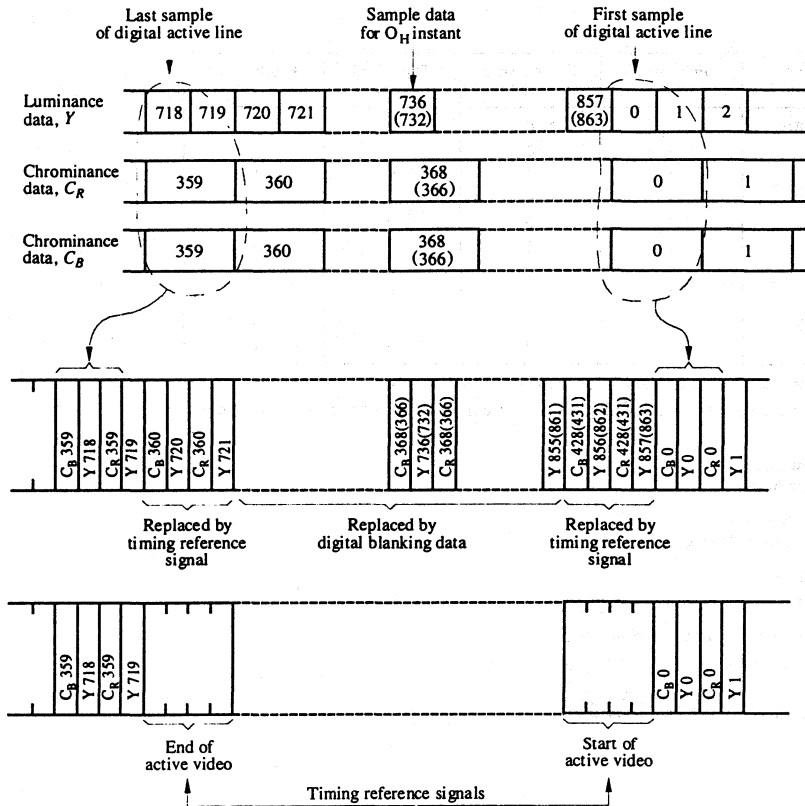 Last sample
of digital active line
Sample data
for O_H instant
First sample
of digital active line
Luminance
data, Y
718 719 720 721
736
(732)
857
(863)
0 1 2
Chrominance
data, C_R
359 360
368
(366)
0 1
Chrominance
data, C_B
359 360
368
(366)
0 1
C_B 359
Y 718
C_R 359
Y 719
C_B 360
Y 720
C_R 360
Y 721
C_R 368(366)
Y 736(732)
C_R 368(366)
Y 855(861)
C_B 428(431)
Y 856(862)
C_R 428(431)
Y 857(863)
C_B 0
Y 0
C_R 0
Y 1
Replaced by
timing reference
signal
Replaced by
digital blanking data
Replaced by
timing reference
signal
C_B 359
Y 718
C_R 359
Y 719
C_B 0
Y 0
C_R 0
Y 1
End of
active video
Start of
active video
Timing reference signals